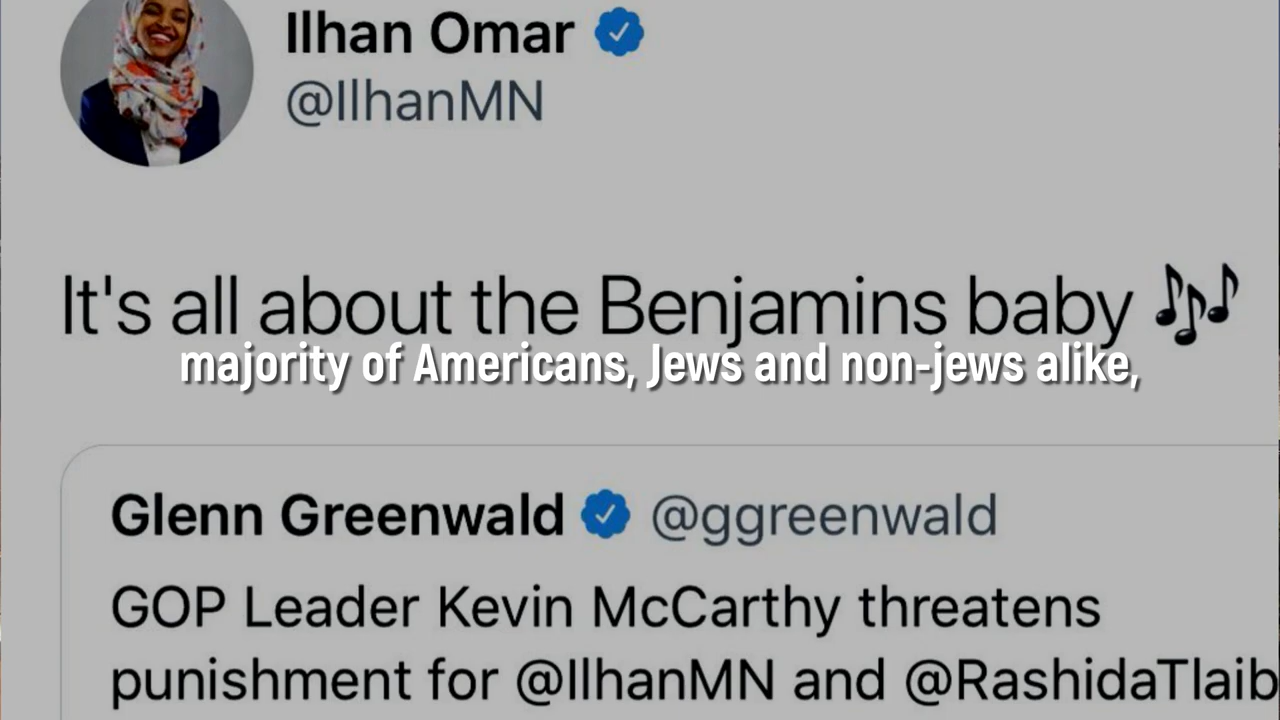 Ilhan Omar
@IlhanMN
It's all about the Benjamins baby 🎶
majority of Americans, Jews and non-jews alike,
Glenn Greenwald @ggreenwald
GOP Leader Kevin McCarthy threatens
punishment for @IlhanMN and @RashidaTlaib